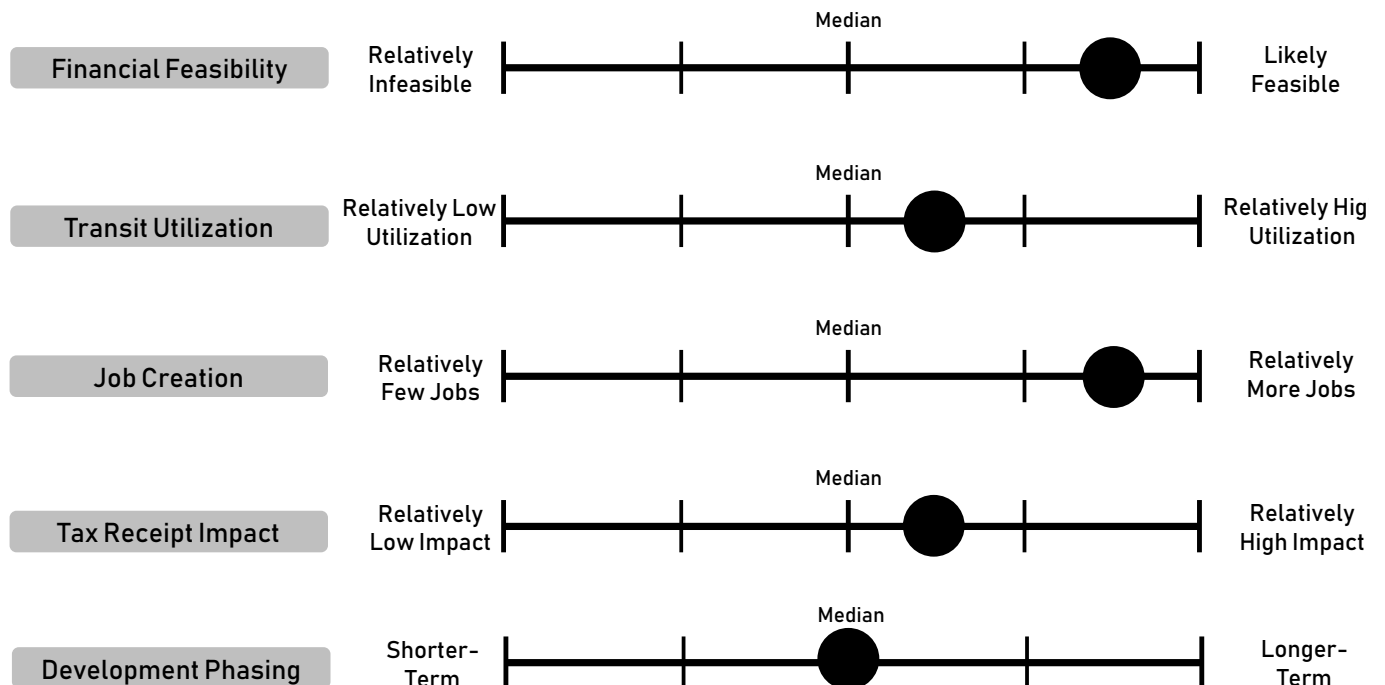 Median
Financial Feasibility
Relatively
Infeasible
Likely
Feasible
Median
Transit Utilization
Relatively Low
Utilization
Relatively Hig
Utilization
Median
Job Creation
Relatively
Few Jobs
Relatively
More Jobs
Median
Tax Receipt Impact
Relatively
Low Impact
Relatively
High Impact
Median
Development Phasing
Shorter-
Term
Longer-
Term